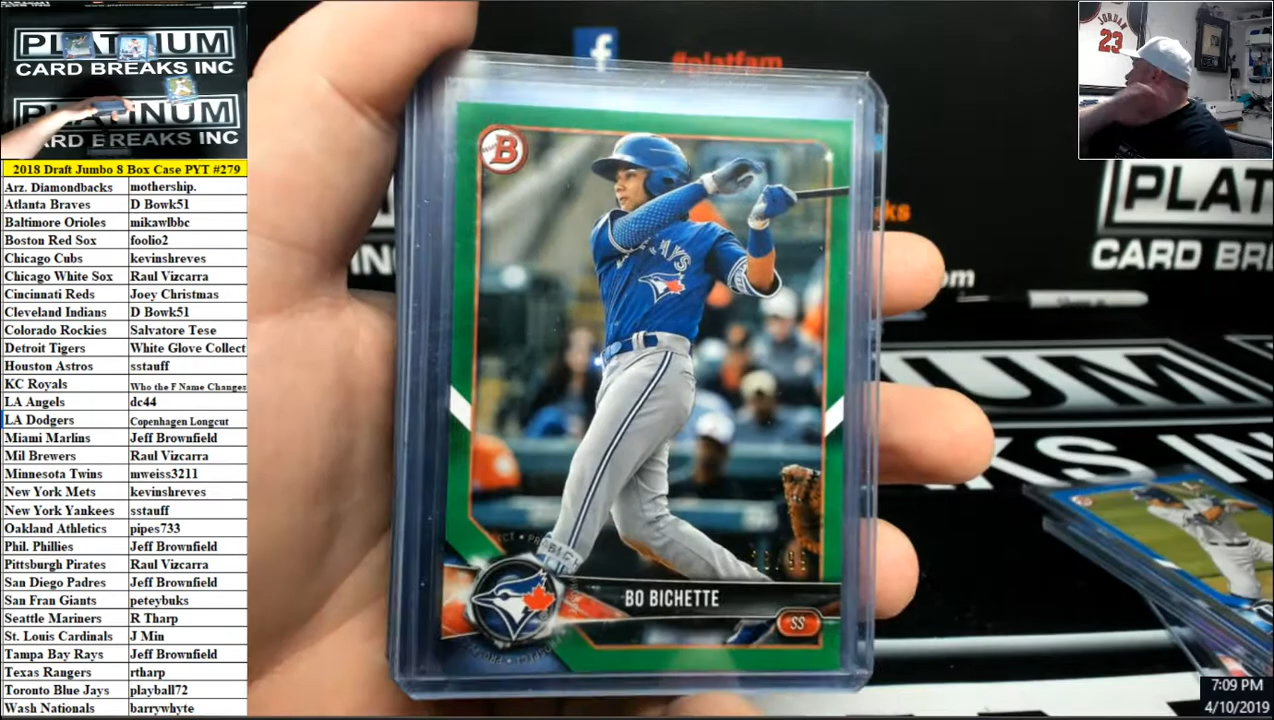 PLATINUM
CARD BREAKS INC
PLATINUM
CARD BREAKS INC
2018 Draft Jumbo 8 Box Case PYT #279
Arz. Diamondbacks mothership.
Atlanta Braves D Bowk51
Baltimore Orioles mikawlbbc
Boston Red Sox foolio2
Chicago Cubs kevinshreves
Chicago White Sox Raul Vizcarra
Cincinnati Reds Joey Christmas
Cleveland Indians D Bowk51
Colorado Rockies Salvatore Tese
Detroit Tigers White Glove Collect
Houston Astros sstauff
KC Royals Who the F Name Changes
LA Angels dc44
LA Dodgers Copenhagen Longcut
Miami Marlins Jeff Brownfield
Mil Brewers Raul Vizcarra
Minnesota Twins mweiss3211
New York Mets kevinshreves
New York Yankees sstauff
Oakland Athletics pipes733
Phil. Phillies Jeff Brownfield
Pittsburgh Pirates Raul Vizcarra
San Diego Padres Jeff Brownfield
San Fran Giants peteybuks
Seattle Mariners R Tharp
St. Louis Cardinals J Min
Tampa Bay Rays Jeff Brownfield
Texas Rangers rtharp
Toronto Blue Jays playball72
Wash Nationals barrywhyte
f #platfam
B
BO BICHETTE
SS
JORDAN
23
PLAT
CARD BRE
UM
KS IN
7:09 PM
4/10/2019